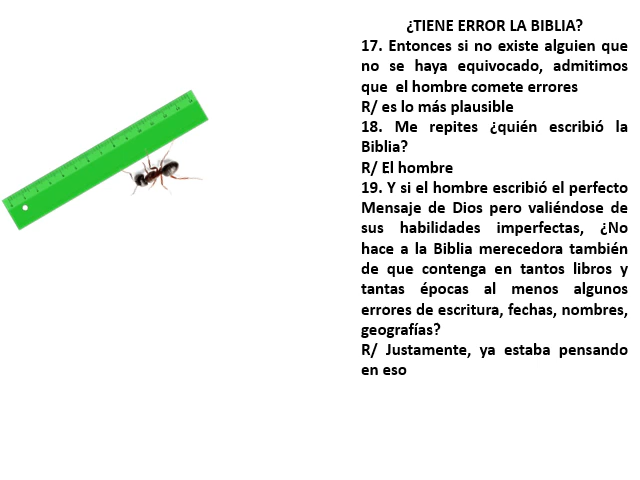 ¿TIENE ERROR LA BIBLIA?
17. Entonces si no existe alguien que
no se haya equivocado, admitimos
que el hombre comete errores
R/ es lo más plausible
18. Me repites ¿quién escribió la
Biblia?
R/ El hombre
19. Y si el hombre escribió el perfecto
Mensaje de Dios pero valiéndose de
sus habilidades imperfectas, ¿No
hace a la Biblia merecedora también
de que contenga en tantos libros y
tantas épocas al menos algunos
errores de escritura, fechas, nombres,
geografías?
R/ Justamente, ya estaba pensando
en eso